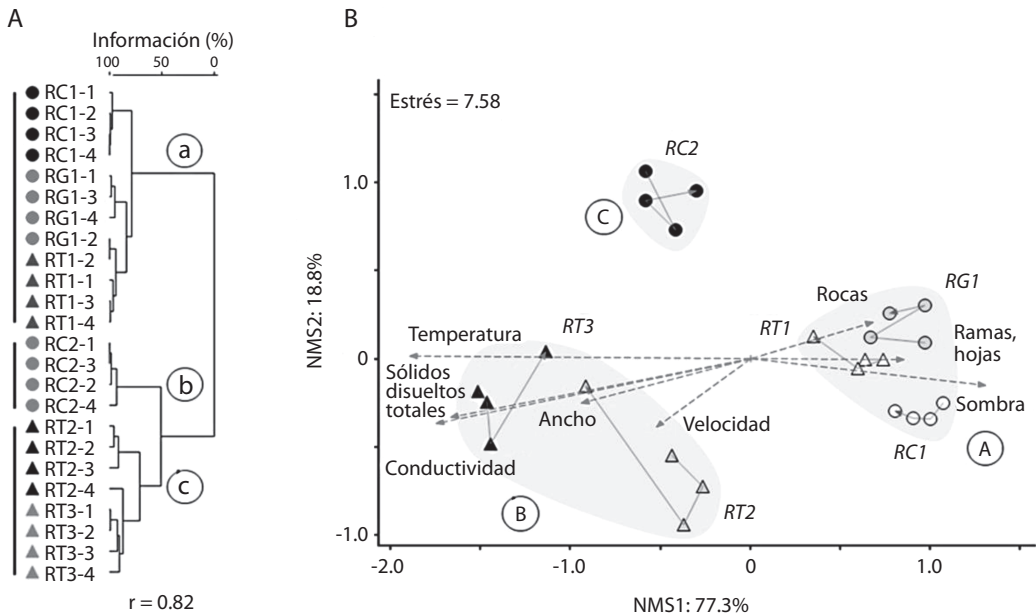 A
Información (%)
100 50 0
RC1-1
RC1-2
RC1-3
RC1-4
RG1-1
RG1-3
RG1-4
RG1-2
RT1-2
RT1-1
RT1-3
RT1-4
RC2-1
RC2-3
RC2-2
RC2-4
RT2-1
RT2-2
RT2-3
RT2-4
RT3-1
RT3-2
RT3-3
RT3-4
a
b
c
r = 0.82
B
Estrés = 7.58
RC2
C
1.0
NMS2: 18.8%
0
-1.0
Rocas
RG1
RT1
Ramas,
hojas
Sombra
RC1
A
Temperatura
RT3
Sólidos
disueltos
totales
Ancho
Velocidad
Conductividad
B
RT2
-2.0 -1.0 0 1.0
NMS1: 77.3%